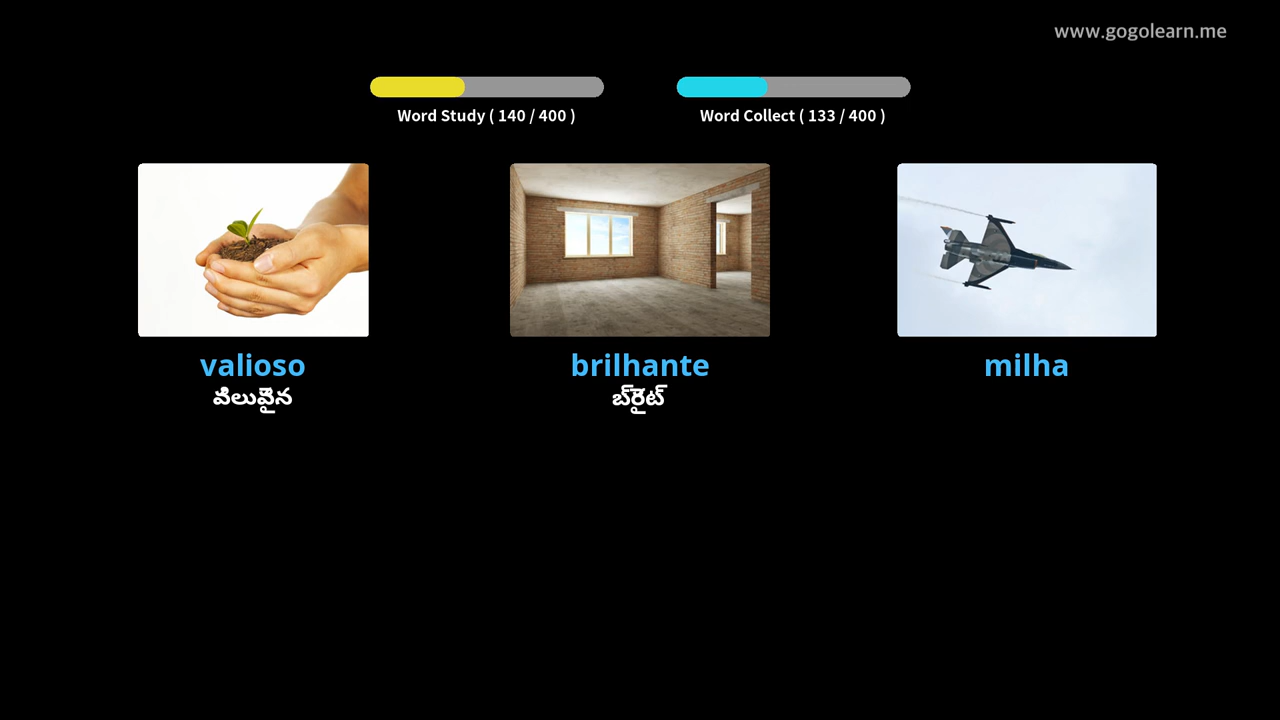 www.gogolearn.me
Word Study ( 140 / 400 )
Word Collect ( 133 / 400 )
valioso
విలువైన
brilhante
బ్రైట్
milha